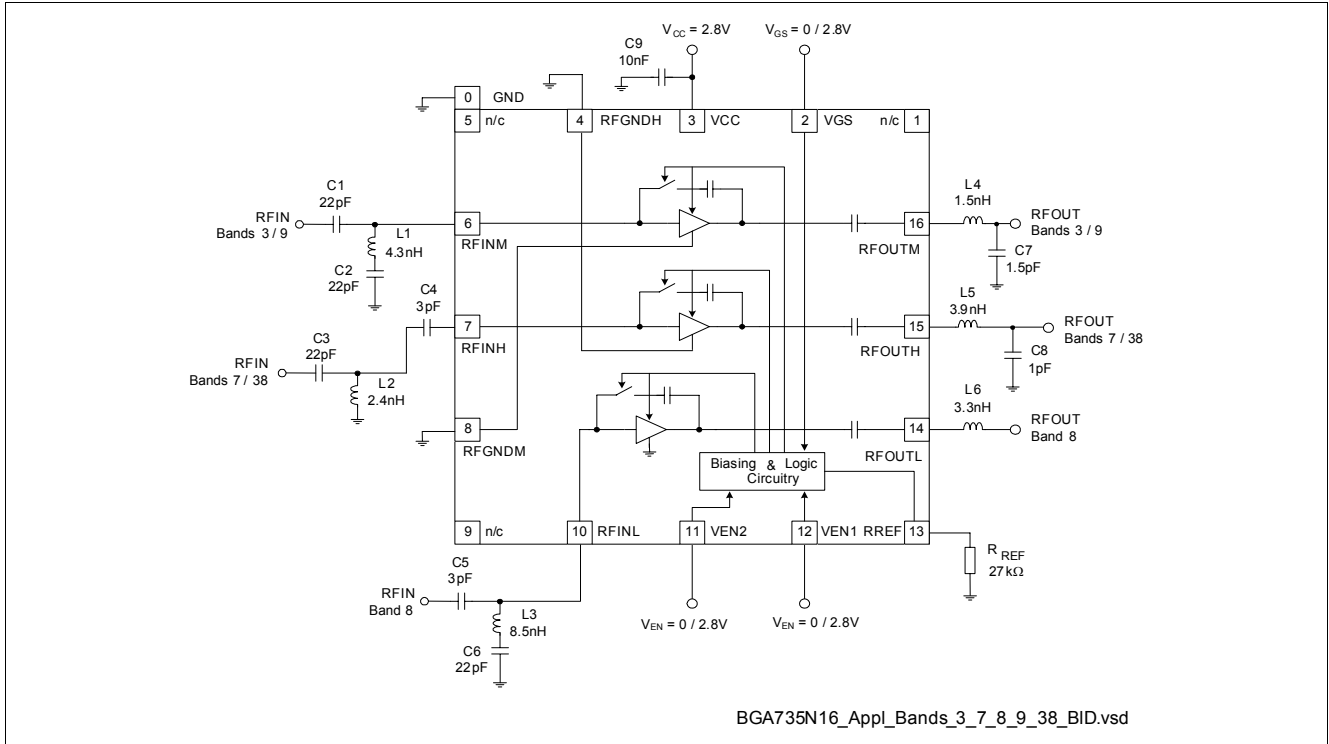 V_CC = 2.8V
V_GS = 0 / 2.8V
C9
10nF
0
GND
5
n/c
4
RFGNDH
3
VCC
2
VGS
n/c
1
C1
22pF
RFIN
Bands 3 / 9
L1
4.3nH
C2
22pF
6
RFINM
16
RFOUTM
L4
1.5nH
RFOUT
Bands 3 / 9
C7
1.5pF
C4
3pF
7
RFINH
C3
22pF
RFIN
Bands 7 / 38
L2
2.4nH
15
RFOUTH
L5
3.9nH
RFOUT
Bands 7 / 38
C8
1pF
8
RFGNDM
14
RFOUTL
L6
3.3nH
RFOUT
Band 8
Biasing & Logic
Circuitry
9
n/c
10
RFINL
11
VEN2
12
VEN1
RREF
13
R_REF
27kΩ
C5
3pF
RFIN
Band 8
L3
8.5nH
C6
22pF
V_EN = 0 / 2.8V
V_EN = 0 / 2.8V
BGA735N16_Appl_Bands_3_7_8_9_38_BID.vsd